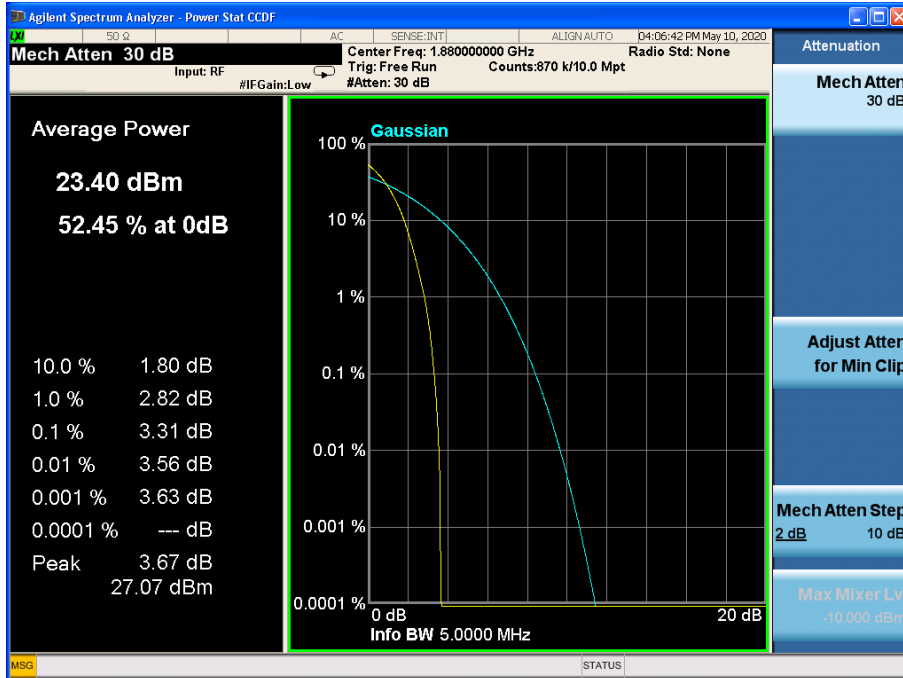 Agilent Spectrum Analyzer - Power Stat CCDF
LXI 50 Ω AC SENSE:INT ALIGN AUTO 04:06:42 PM May 10, 2020
Mech Atten 30 dB
Input: RF
#IFGain:Low
Center Freq: 1.880000000 GHz
Radio Std: None
Trig: Free Run
Counts:870 k/10.0 Mpt
#Atten: 30 dB
Average Power
23.40 dBm
52.45 % at 0dB
10.0 % 1.80 dB
1.0 % 2.82 dB
0.1 % 3.31 dB
0.01 % 3.56 dB
0.001 % 3.63 dB
0.0001 % --- dB
Peak 3.67 dB
27.07 dBm
Gaussian
100 %
10 %
1 %
0.1 %
0.01 %
0.001 %
0.0001 %
0 dB
20 dB
Info BW 5.0000 MHz
Attenuation
Mech Atten
30 dB
Adjust Atten
for Min Clip
Mech Atten Step
2 dB 10 dB
Max Mixer Lv
-10.000 dBm
MSG
STATUS